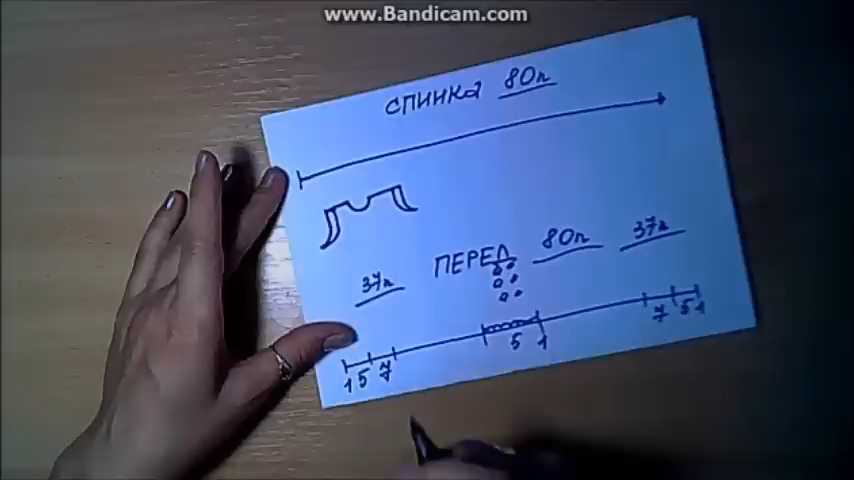 www.Bandicam.com
СПИНКА 80п
ПЕРЕД 80п 37п
37п
1 5 7 5 1 7 5 1